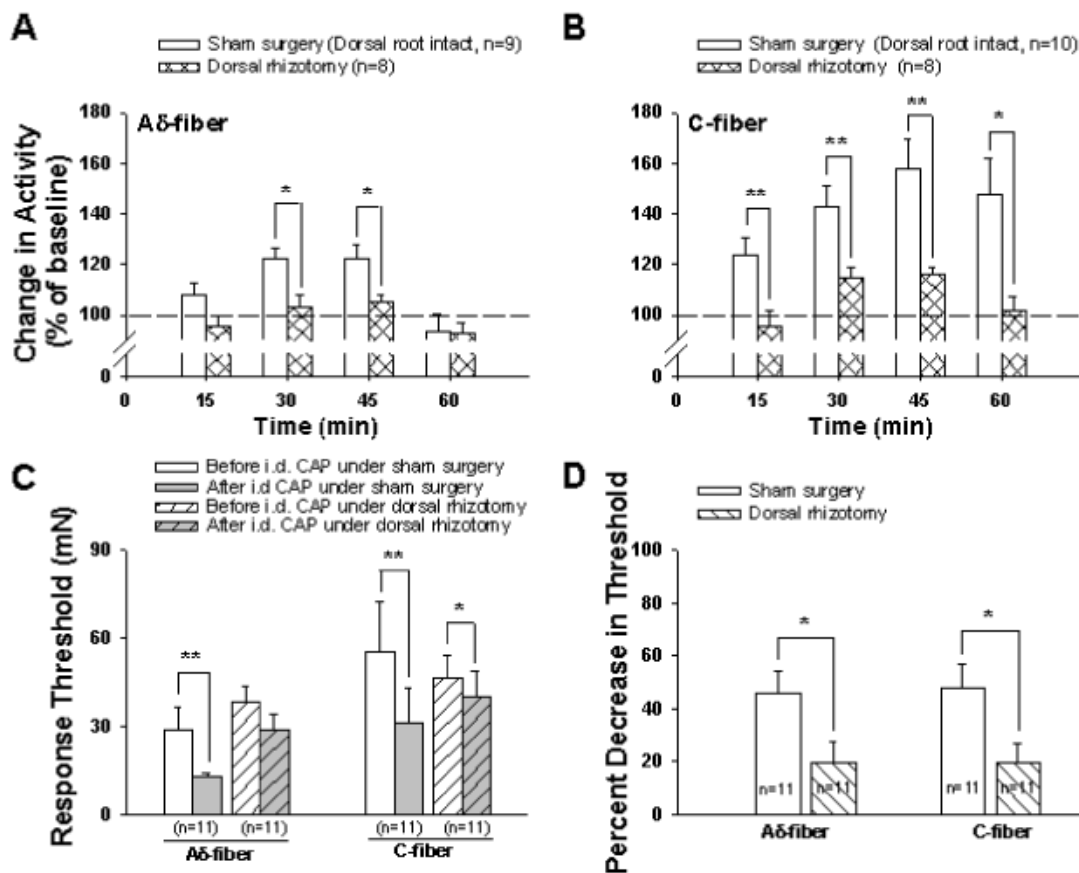 A
Sham surgery (Dorsal root intact, n=9)
Dorsal rhizotomy (n=8)
Aδ-fiber
Change in Activity
(% of baseline)
180
160
140
120
100
0
* *
0 15 30 45 60
Time (min)
B
Sham surgery (Dorsal root intact, n=10)
Dorsal rhizotomy (n=8)
C-fiber
180
160
140
120
100
0
** ** ** *
0 15 30 45 60
Time (min)
C
Before i.d. CAP under sham surgery
After i.d CAP under sham surgery
Before i.d. CAP under dorsal rhizotomy
After i.d. CAP under dorsal rhizotomy
Response Threshold (mN)
90
60
30
0
** ** *
(n=11) (n=11) (n=11) (n=11)
Aδ-fiber C-fiber
D
Sham surgery
Dorsal rhizotomy
Percent Decrease in Threshold
100
80
60
40
20
0
* *
n=11 n=11 n=11 n=11
Aδ-fiber C-fiber